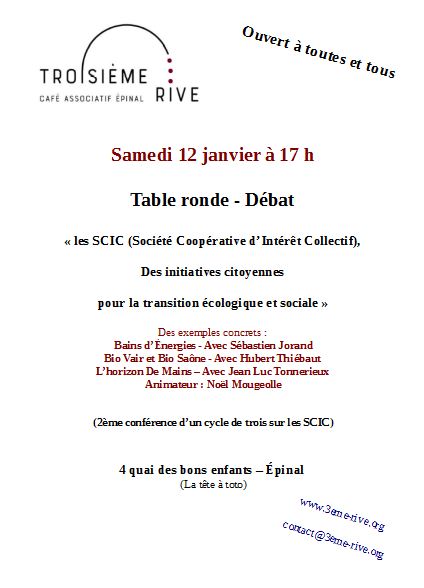 TROISIÈME
CAFÉ ASSOCIATIF ÉPINAL RIVE
Ouvert à toutes et tous
Samedi 12 janvier à 17 h
Table ronde - Débat
« les SCIC (Société Coopérative d'Intérêt Collectif),
Des initiatives citoyennes
pour la transition écologique et sociale »
Des exemples concrets :
Bains d'Énergies - Avec Sébastien Jorand
Bio Vair et Bio Saône - Avec Hubert Thiébaut
L'horizon De Mains – Avec Jean Luc Tonnerieux
Animateur : Noël Mougeolle
(2ème conférence d'un cycle de trois sur les SCIC)
4 quai des bons enfants – Épinal
(La tête à toto)
www.3eme-rive.org
contact@3eme-rive.org